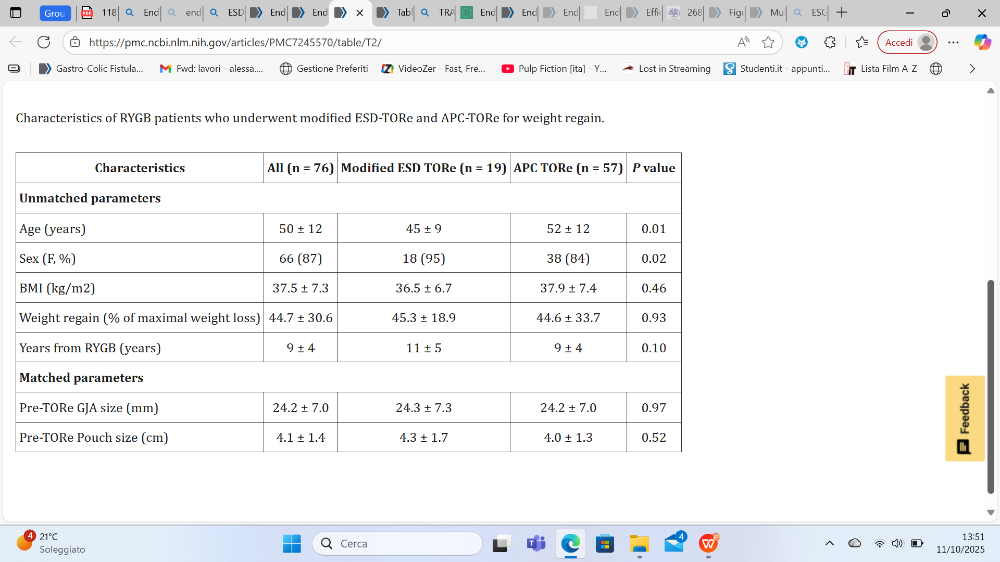 Grou 118 End end ESD End End Tabl TRA End End End End Effic 268 Figu Mul ESG
https://pmc.ncbi.nlm.nih.gov/articles/PMC7245570/table/T2/ Accedi
Gastro-Colic Fistula... Fwd: lavori - alessa.... Gestione Preferiti VideoZer - Fast, Fre... Pulp Fiction [ita] - Y... Lost in Streaming Studenti.it - appunti... Lista Film A-Z
Characteristics of RYGB patients who underwent modified ESD-TORe and APC-TORe for weight regain.
Characteristics All (n = 76) Modified ESD TORe (n = 19) APC TORe (n = 57) P value
Unmatched parameters
Age (years) 50 ± 12 45 ± 9 52 ± 12 0.01
Sex (F, %) 66 (87) 18 (95) 38 (84) 0.02
BMI (kg/m2) 37.5 ± 7.3 36.5 ± 6.7 37.9 ± 7.4 0.46
Weight regain (% of maximal weight loss) 44.7 ± 30.6 45.3 ± 18.9 44.6 ± 33.7 0.93
Years from RYGB (years) 9 ± 4 11 ± 5 9 ± 4 0.10
Matched parameters
Pre-TORe GJA size (mm) 24.2 ± 7.0 24.3 ± 7.3 24.2 ± 7.0 0.97
Pre-TORe Pouch size (cm) 4.1 ± 1.4 4.3 ± 1.7 4.0 ± 1.3 0.52
Feedback
4 21°C
Soleggiato
Cerca
4
13:51
11/10/2025